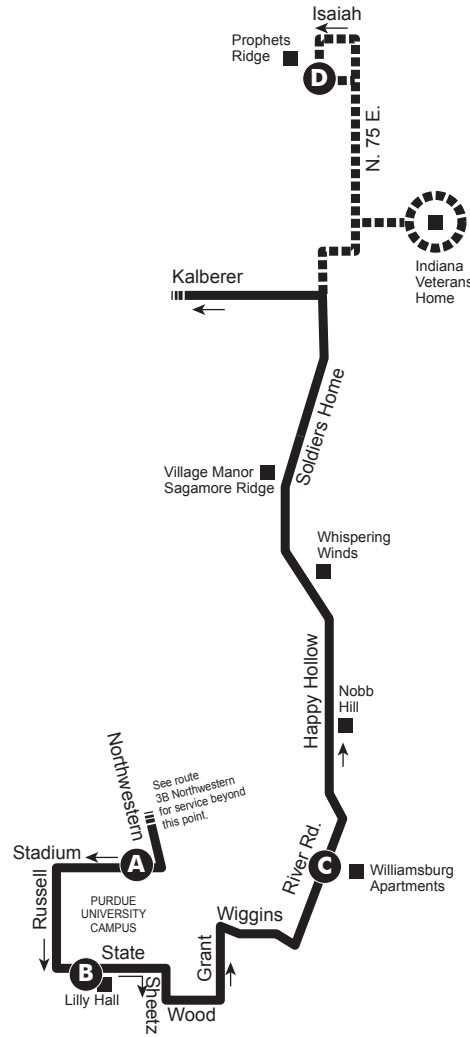 Isaiah
Prophets
Ridge
D
N. 75 E.
Indiana
Veterans
Home
Kalberer
Soldiers Home
Village Manor
Sagamore Ridge
Whispering
Winds
Happy Hollow
Nobb
Hill
Northwestern
See route
3B Northwestern
for service beyond
this point.
Stadium
A
River Rd.
C
Williamsburg
Apartments
Russell
PURDUE
UNIVERSITY
CAMPUS
Wiggins
State
Grant
B
Lilly Hall
Sheetz
Wood